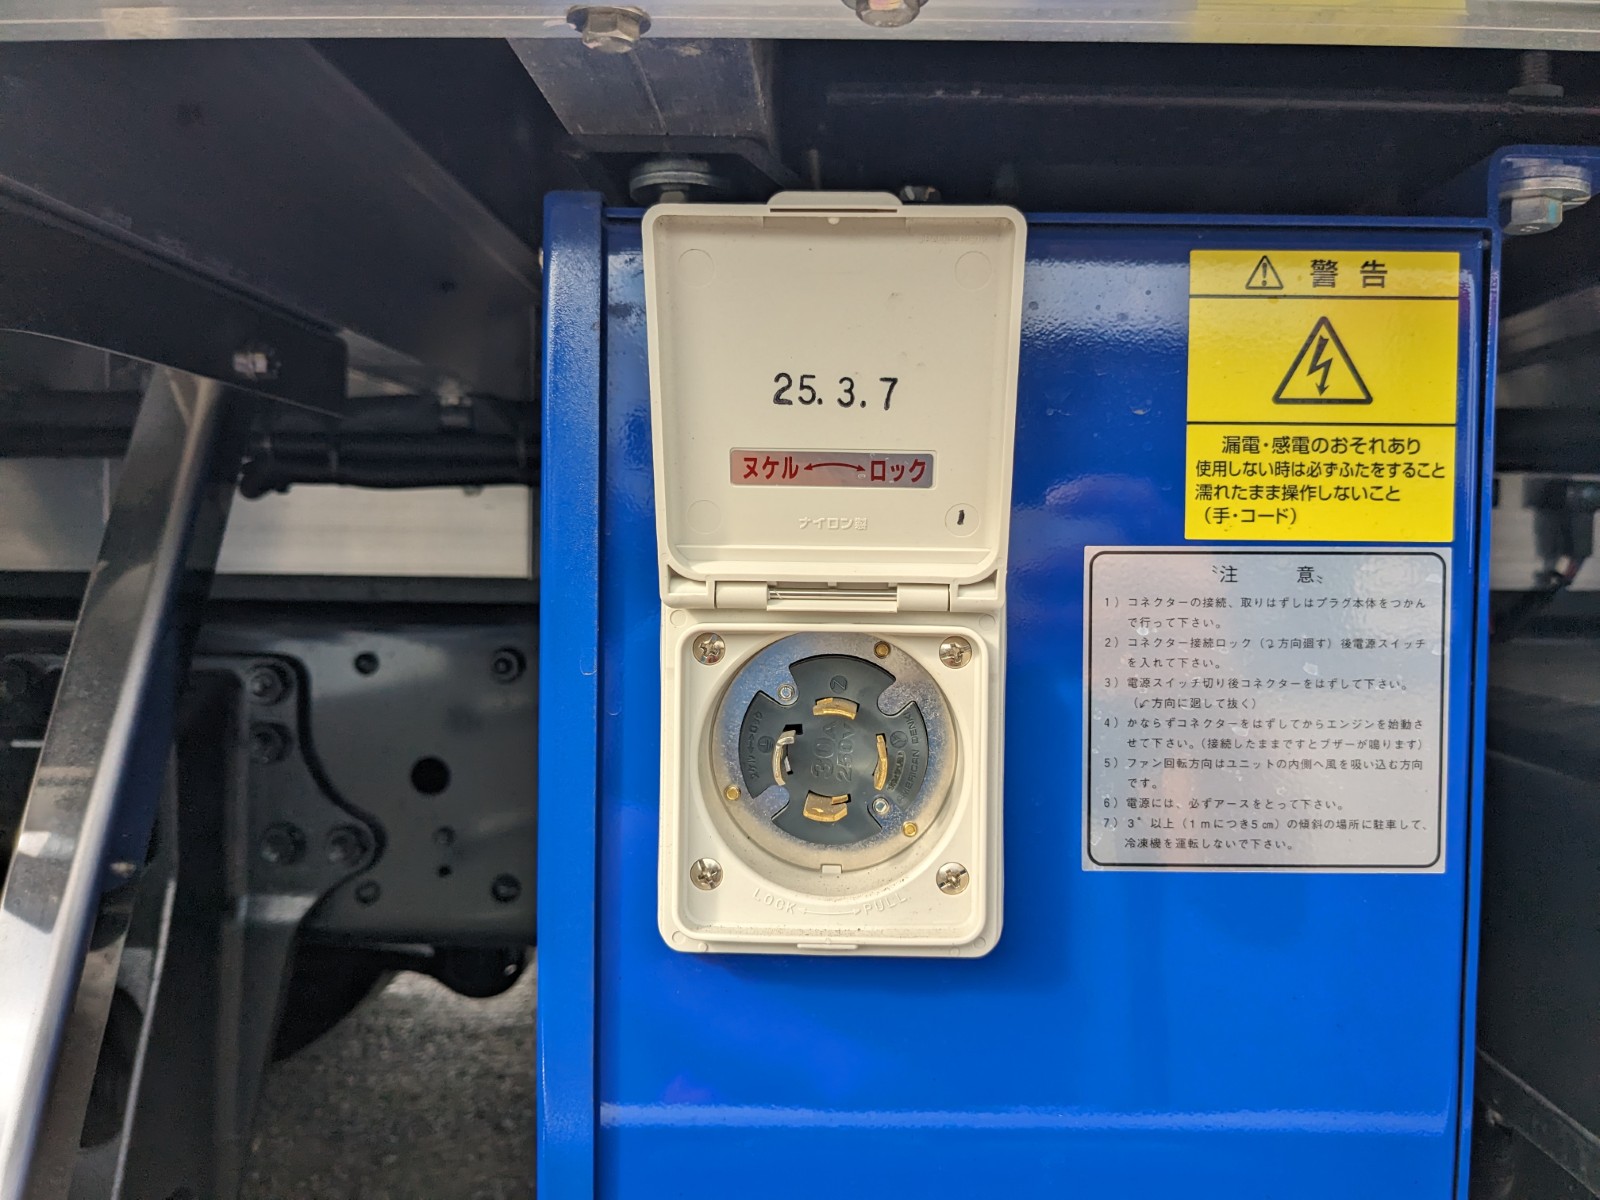 25.3.7
ヌケル⟷ロック
ナイロン製
30A
250V
LOCK PULL
警告
漏電・感電のおそれあり
使用しない時は必ずふたをすること
濡れたまま操作しないこと
(手・コード)
〝注 意〟
1) コネクターの接続、取りはずしはプラグ本体をつかん
で行って下さい。
2) コネクター接続ロック(方向廻す)後電源スイッチ
を入れて下さい。
3) 電源スイッチ切り後コネクターをはずして下さい。
(方向に廻して抜く)
4) かならずコネクターをはずしてからエンジンを始動さ
せて下さい。(接続したままですとブザーが鳴ります)
5) ファン回転方向はユニットの内側へ風を吸い込む方向
です。
6) 電源には、必ずアースをとって下さい。
7) 3°以上(1mにつき5㎝)の傾斜の場所に駐車して、
冷凍機を運転しないで下さい。